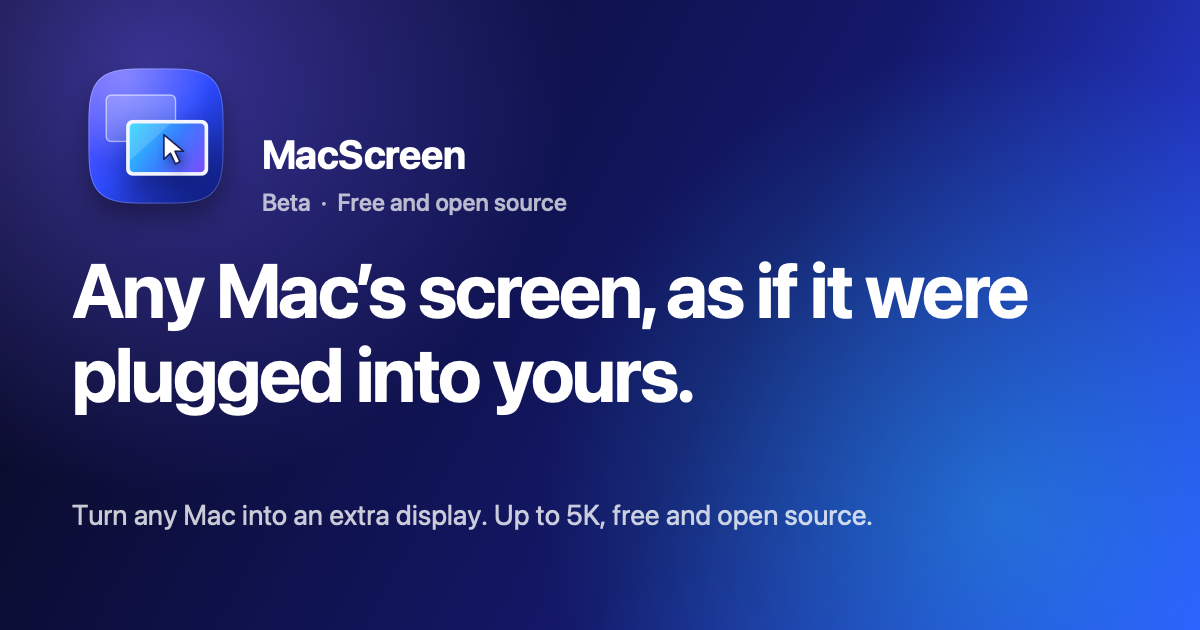 MacScreen
Beta · Free and open source
Any Mac’s screen, as if it were
plugged into yours.
Turn any Mac into an extra display. Up to 5K, free and open source.